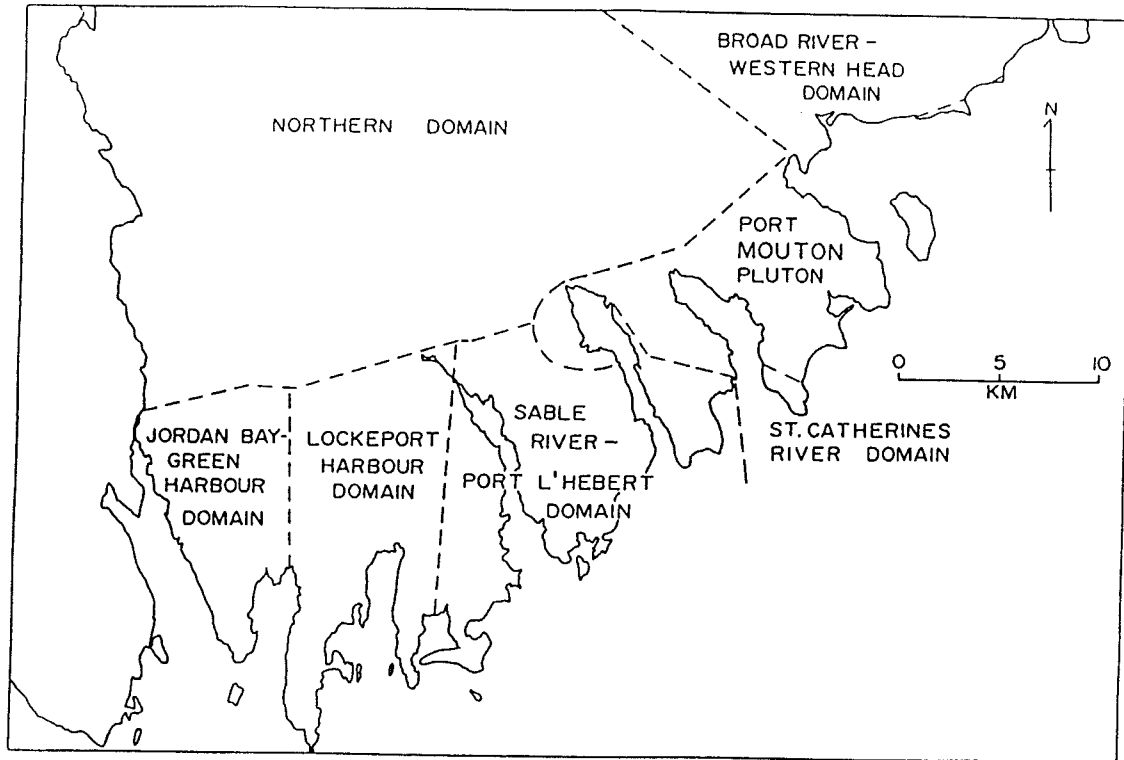 BROAD RIVER –
WESTERN HEAD
DOMAIN
NORTHERN DOMAIN
N
PORT
MOUTON
PLUTON
0 5 10
KM
SABLE
RIVER –
PORT L'HEBERT
DOMAIN
ST. CATHERINES
RIVER DOMAIN
JORDAN BAY-
GREEN
HARBOUR
DOMAIN
LOCKEPORT
HARBOUR
DOMAIN